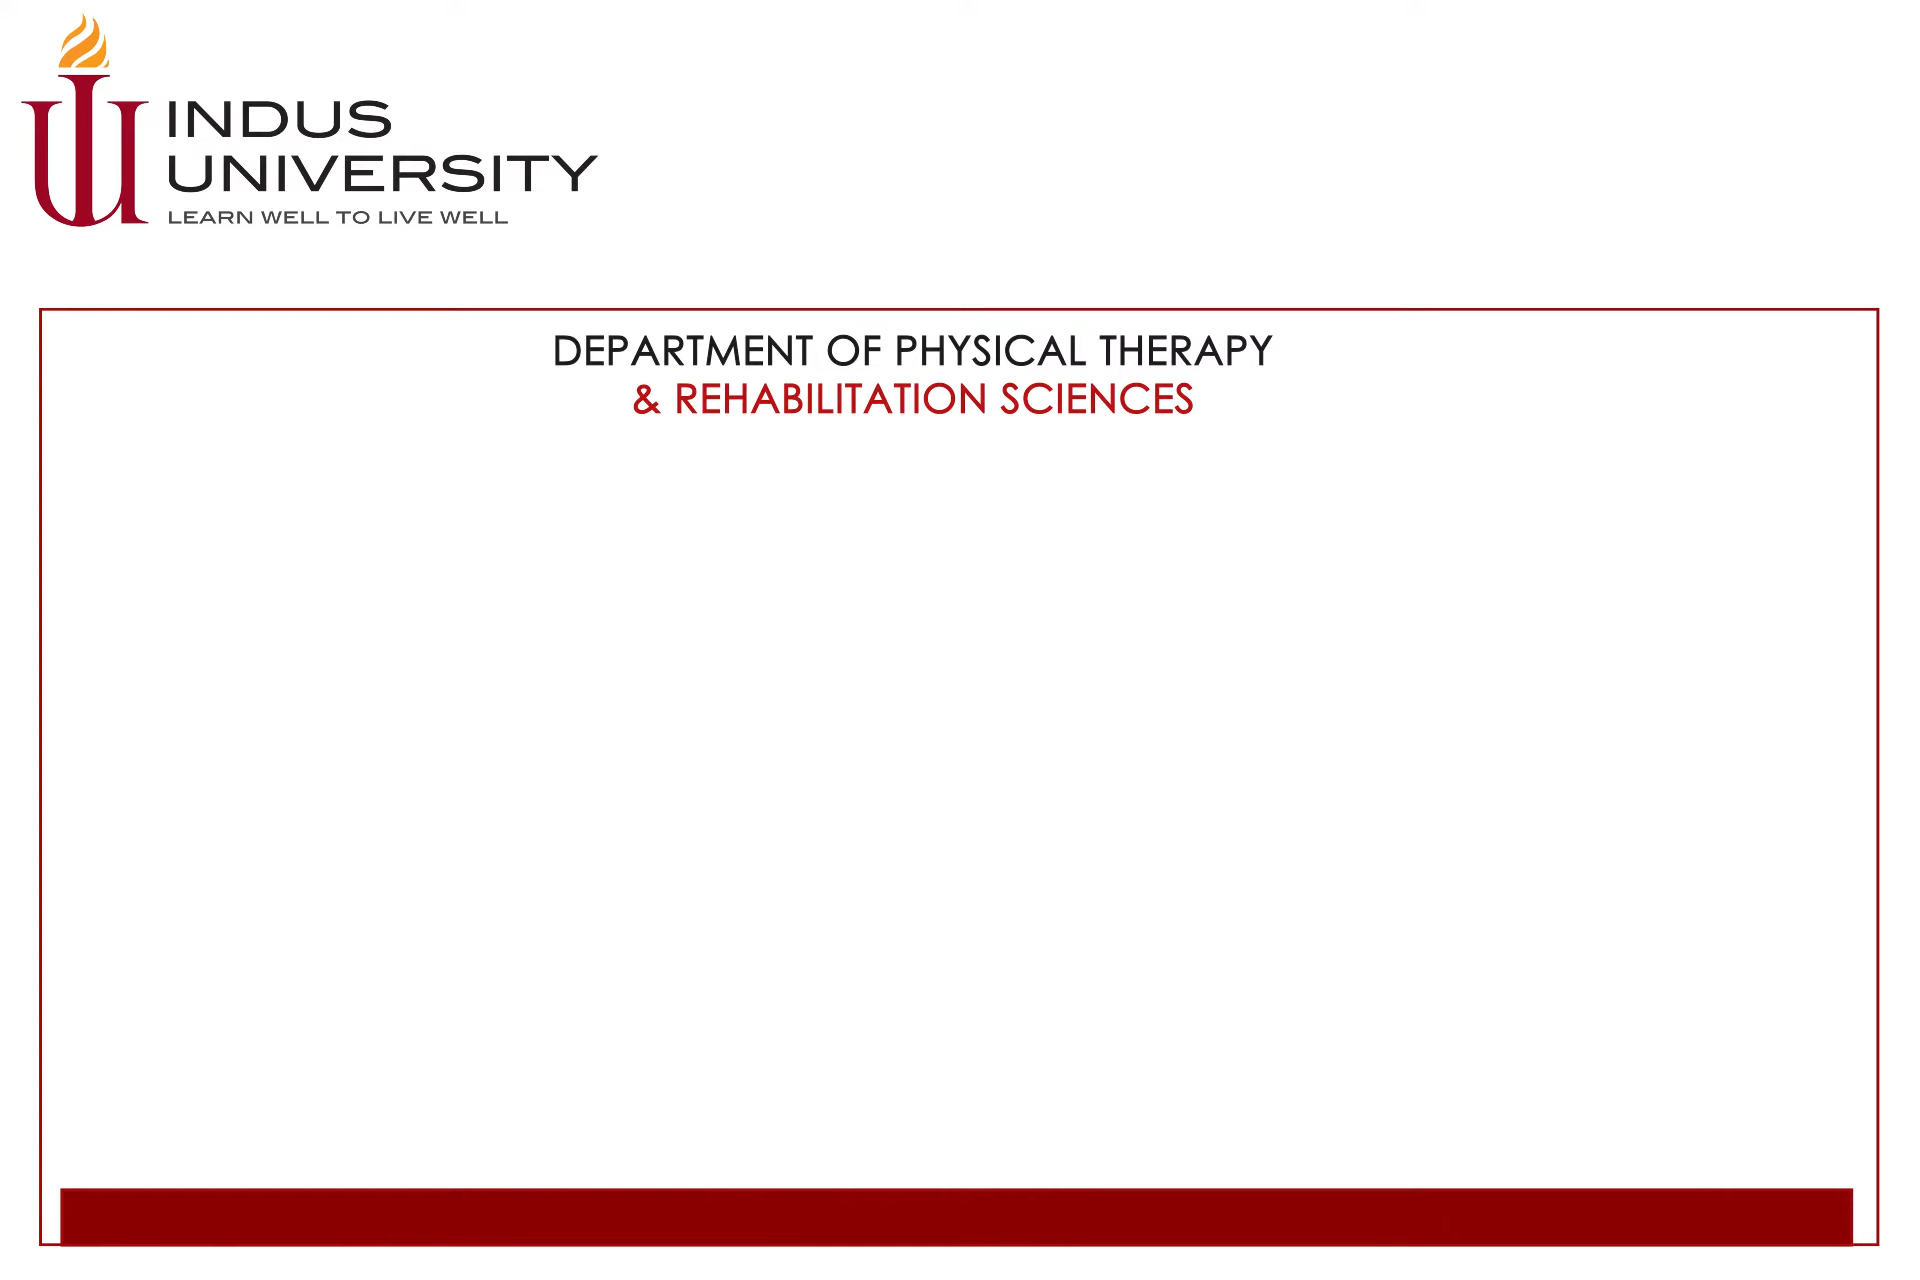 INDUS
UNIVERSITY
LEARN WELL TO LIVE WELL
DEPARTMENT OF PHYSICAL THERAPY
& REHABILITATION SCIENCES